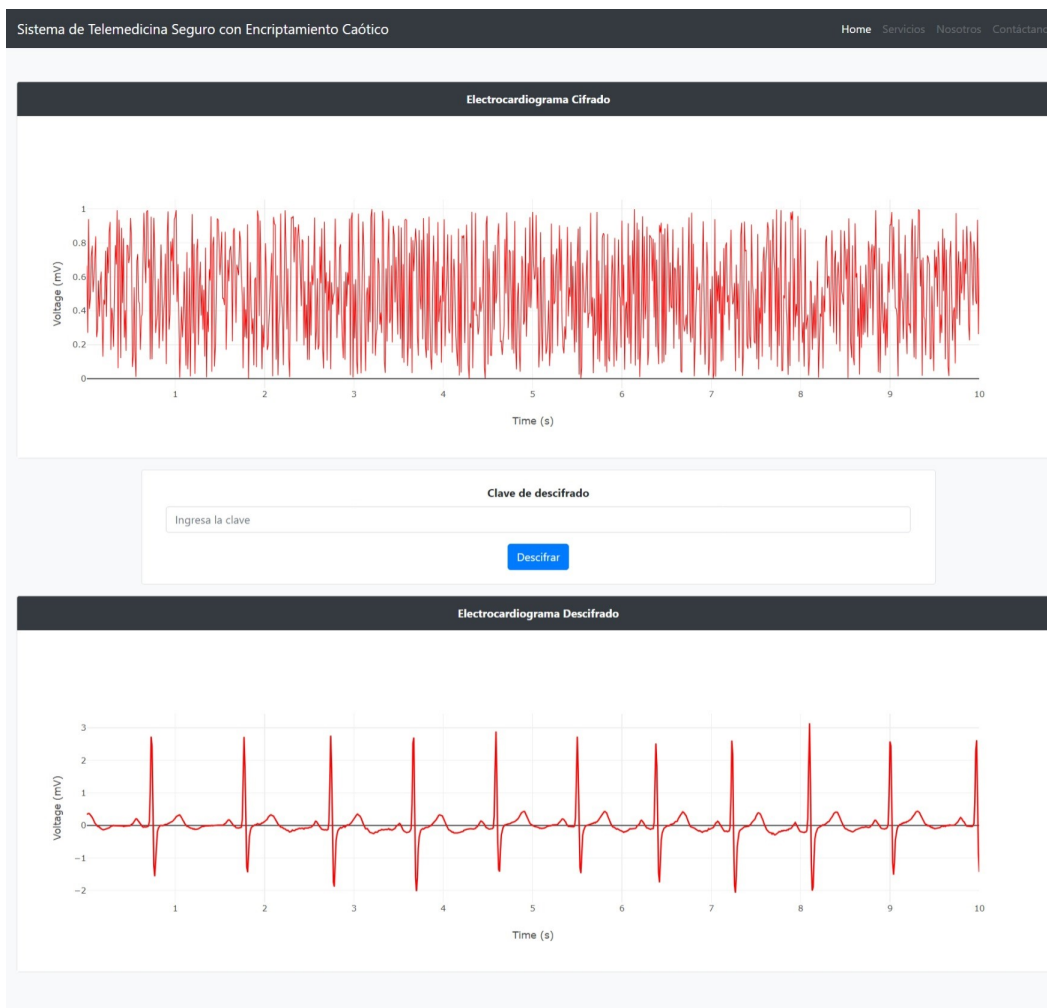 Sistema de Telemedicina Seguro con Encriptamiento Caótico
Home Servicios Nosotros Contáctano
Electrocardiograma Cifrado
Voltage (mV)
1
0.8
0.6
0.4
0.2
0
1 2 3 4 5 6 7 8 9 10
Time (s)
Clave de descifrado
Ingresa la clave
Descifrar
Electrocardiograma Descifrado
Voltage (mV)
3
2
1
0
−1
−2
1 2 3 4 5 6 7 8 9 10
Time (s)